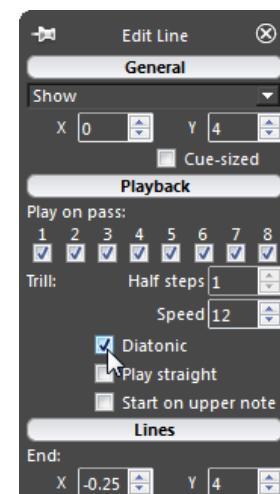 Edit Line
General
Show
X 0 Y 4
Cue-sized
Playback
Play on pass:
1 2 3 4 5 6 7 8
Trill: Half steps 1
Speed 12
Diatonic
Play straight
Start on upper note
Lines
End:
X -0.25 Y 4